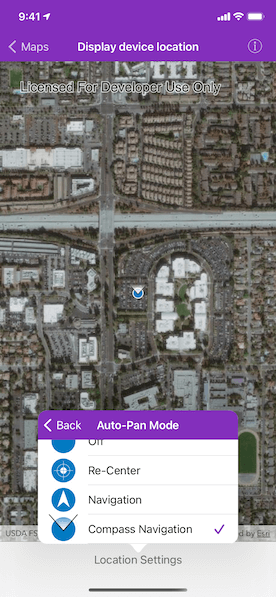 9:41
Maps
Display device location
Licensed For Developer Use Only
Back
Auto-Pan Mode
Off
Re-Center
Navigation
Compass Navigation
USDA FS
by Esri
Location Settings